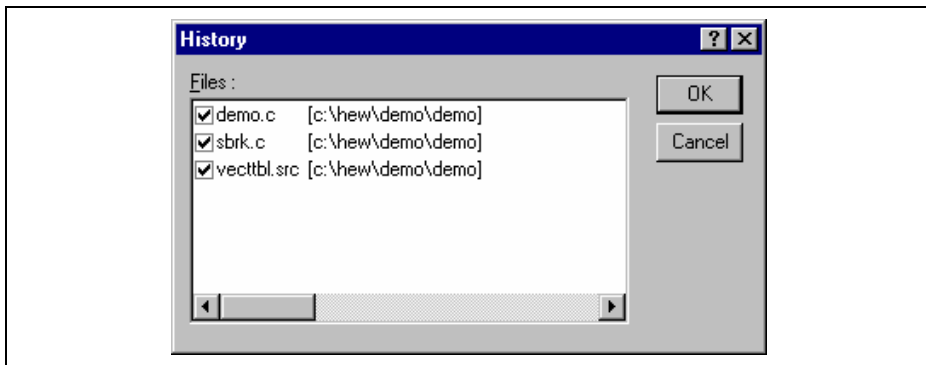 History
Files :
OK
demo.c [c:\hew\demo\demo]
sbrk.c [c:\hew\demo\demo]
Cancel
vecttbl.src [c:\hew\demo\demo]